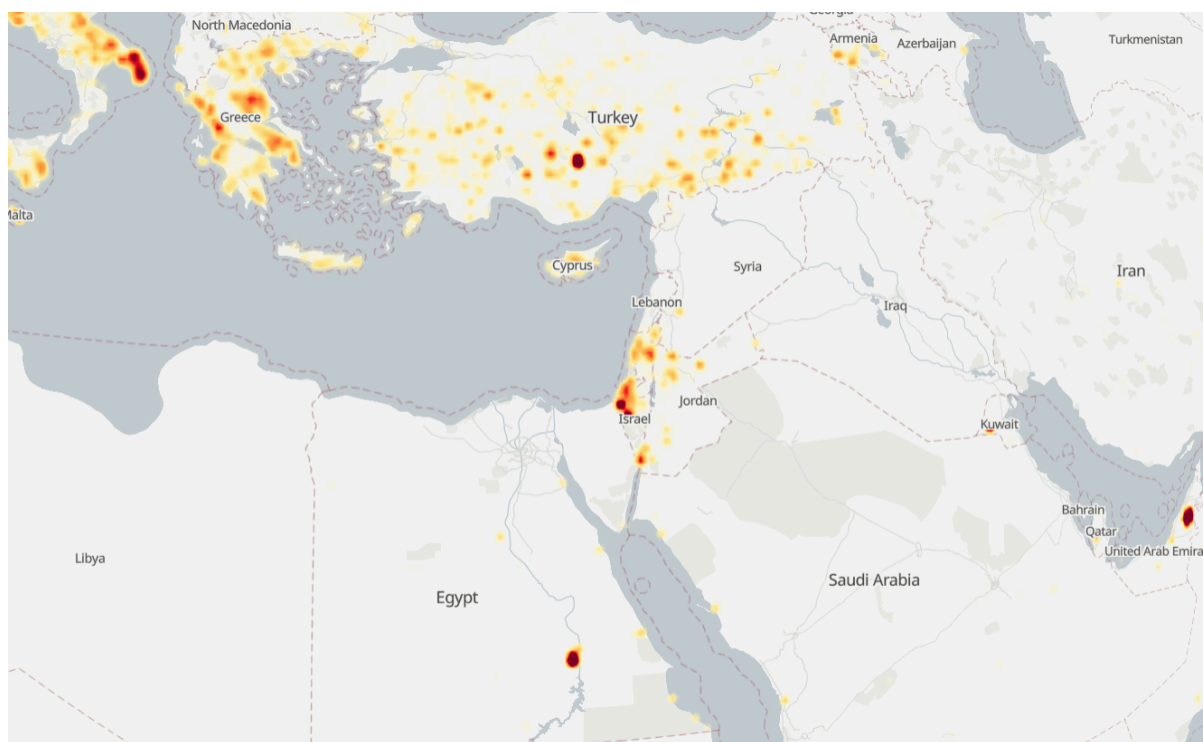 North Macedonia
Armenia
Azerbaijan
Turkmenistan
Greece
Turkey
Malta
Cyprus
Syria
Iran
Lebanon
Iraq
Jordan
Israel
Kuwait
Bahrain
Qatar
United Arab Emira
Libya
Saudi Arabia
Egypt